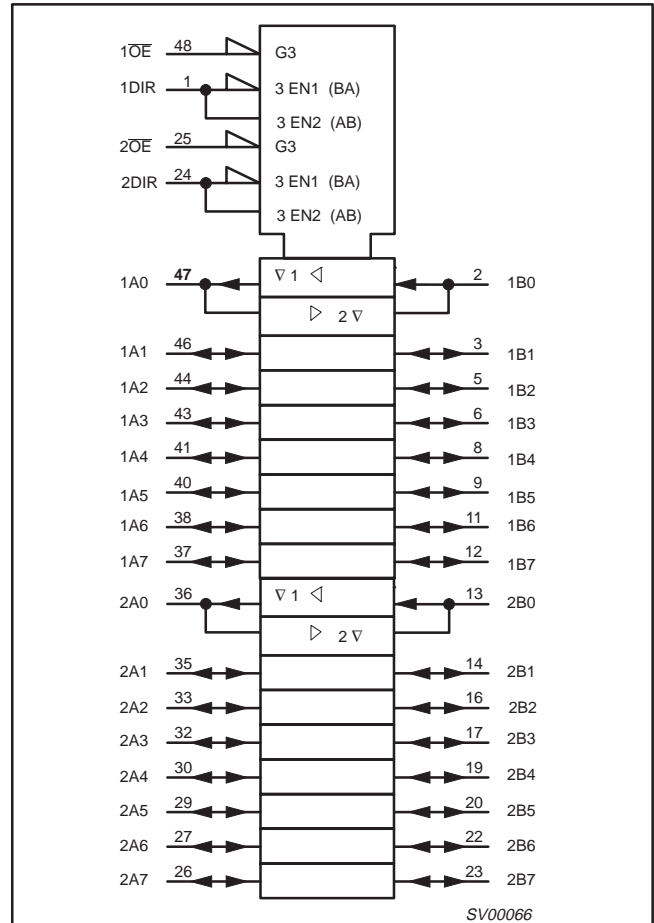 1OE 48 G3
1DIR 1 3 EN1 (BA)
3 EN2 (AB)
2OE 25 G3
2DIR 24 3 EN1 (BA)
3 EN2 (AB)
1A0 47 ∇ 1 ◁ 2 1B0
▷ 2 ∇
1A1 46 3 1B1
1A2 44 5 1B2
1A3 43 6 1B3
1A4 41 8 1B4
1A5 40 9 1B5
1A6 38 11 1B6
1A7 37 12 1B7
2A0 36 ∇ 1 ◁ 13 2B0
▷ 2 ∇
2A1 35 14 2B1
2A2 33 16 2B2
2A3 32 17 2B3
2A4 30 19 2B4
2A5 29 20 2B5
2A6 27 22 2B6
2A7 26 23 2B7
SV00066